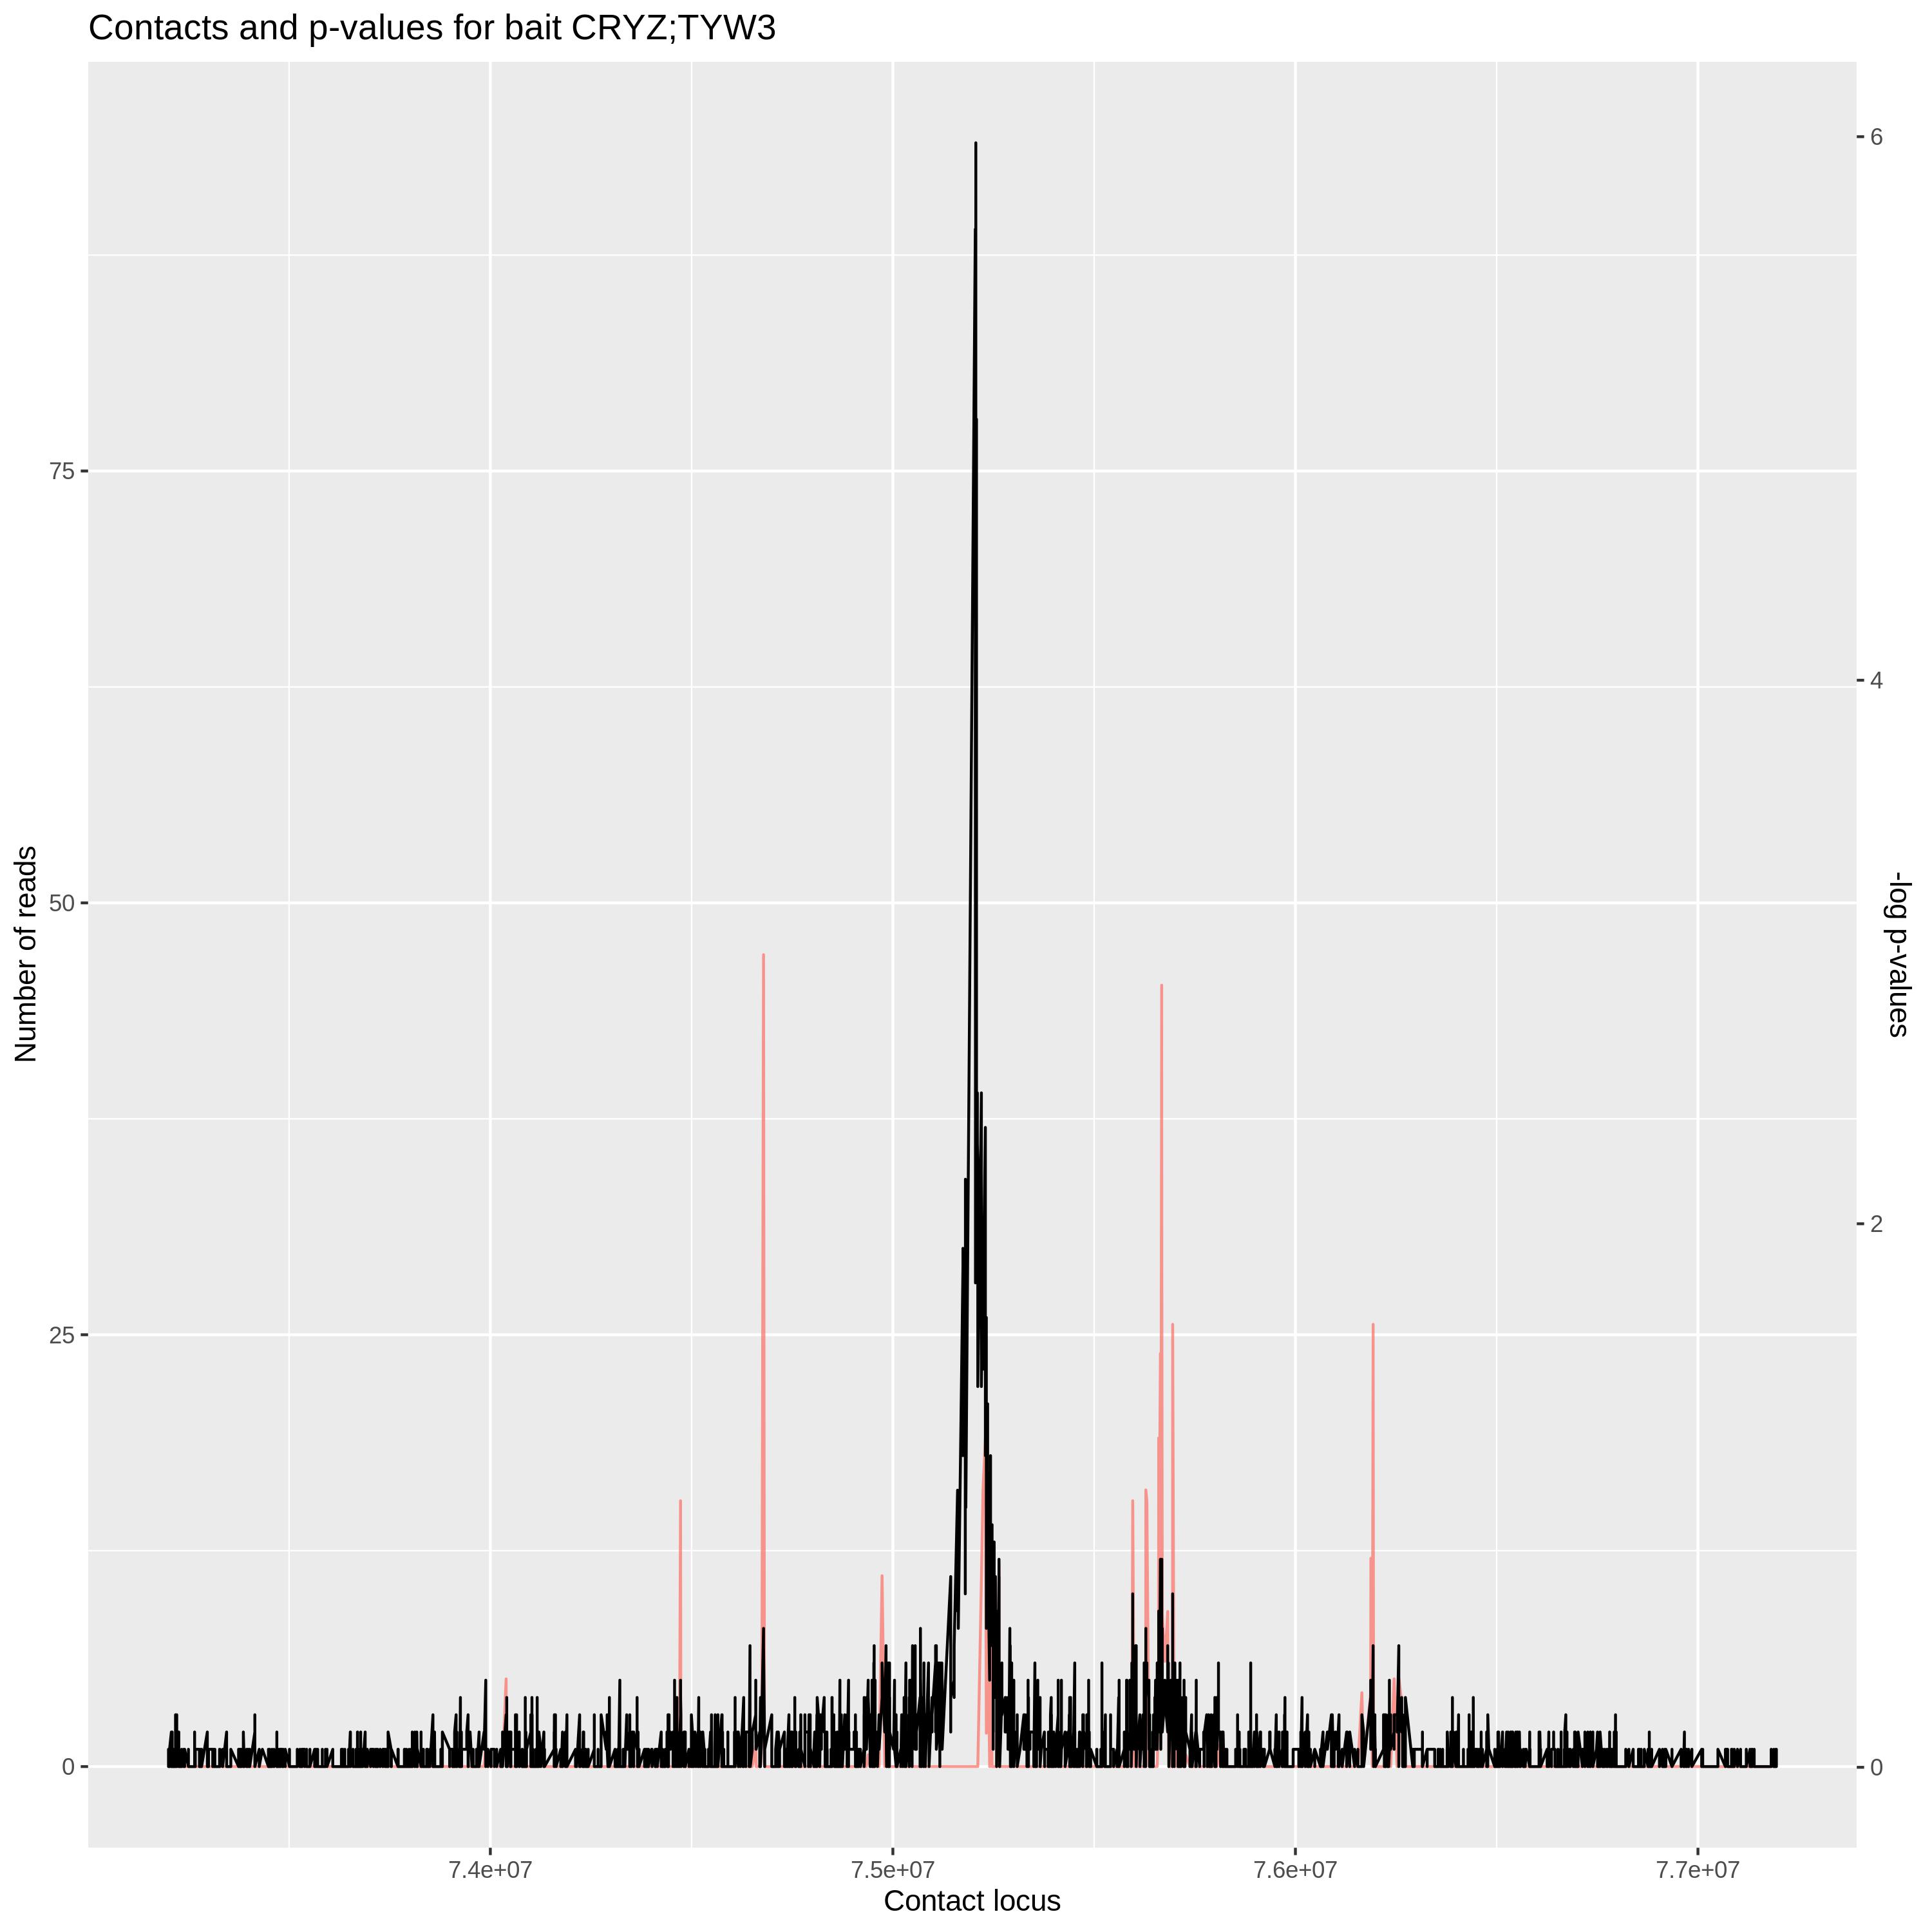 Contacts and p-values for bait CRYZ;TYW3
6
75
4
50
Number of reads
-log p-values
2
25
0
0
7.4e+07
7.5e+07
7.6e+07
7.7e+07
Contact locus